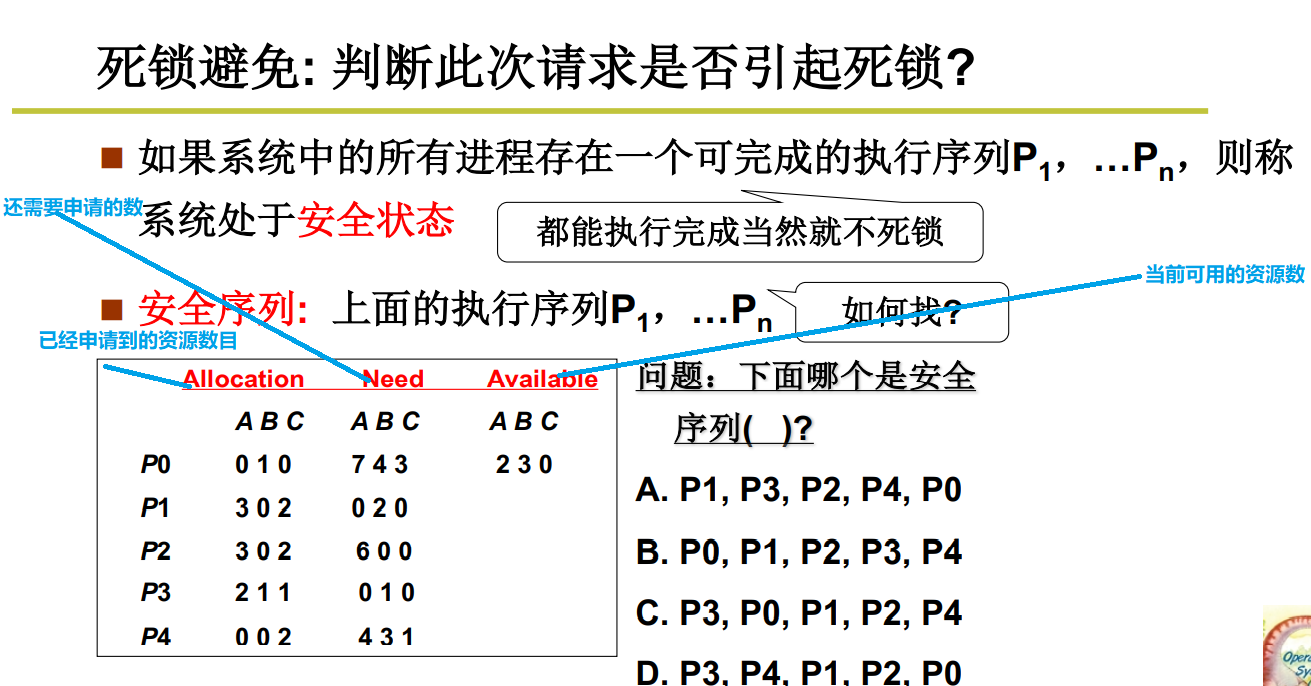 死锁避免: 判断此次请求是否引起死锁?
如果系统中的所有进程存在一个可完成的执行序列P1，…Pn，则称
还需要申请的数
系统处于安全状态
都能执行完成当然就不死锁
当前可用的资源数
安全序列: 上面的执行序列P1，…Pn
如何找?
已经申请到的资源数目
Allocation Need Available
A B C A B C A B C
P0 0 1 0 7 4 3 2 3 0
P1 3 0 2 0 2 0
P2 3 0 2 6 0 0
P3 2 1 1 0 1 0
P4 0 0 2 4 3 1
问题：下面哪个是安全
序列( )?
A. P1, P3, P2, P4, P0
B. P0, P1, P2, P3, P4
C. P3, P0, P1, P2, P4
D. P3, P4, P1, P2, P0